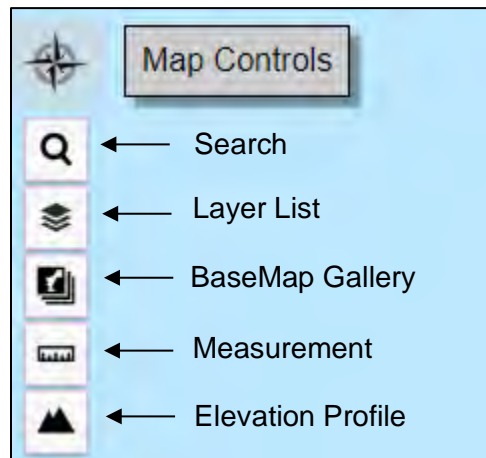 Map Controls
Search
Layer List
BaseMap Gallery
Measurement
Elevation Profile